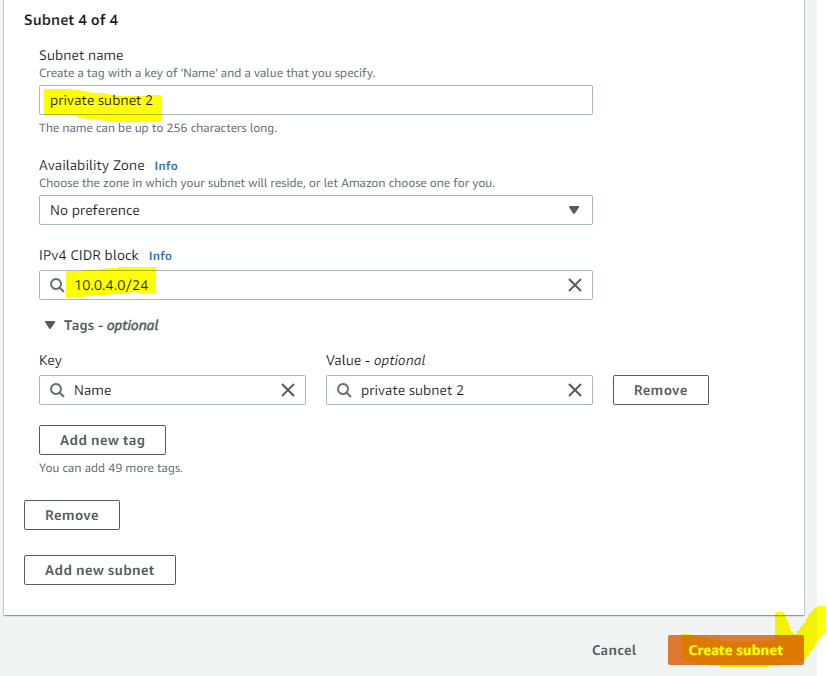 Subnet 4 of 4
Subnet name
Create a tag with a key of 'Name' and a value that you specify.
private subnet 2
The name can be up to 256 characters long.
Availability Zone Info
Choose the zone in which your subnet will reside, or let Amazon choose one for you.
No preference
IPv4 CIDR block Info
10.0.4.0/24
Tags - optional
Key Value - optional
Name private subnet 2 Remove
Add new tag
You can add 49 more tags.
Remove
Add new subnet
Cancel Create subnet